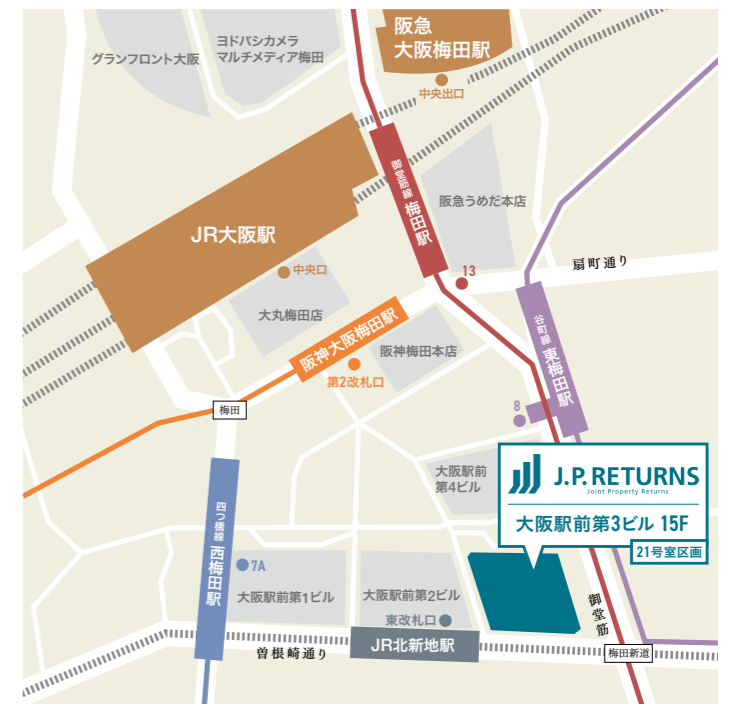 阪急
大阪梅田駅
ヨドバシカメラ
マルチメディア梅田
グランフロント大阪
中央出口
御堂筋線 梅田駅
阪急うめだ本店
JR大阪駅
扇町通り
13
中央口
大丸梅田店
谷町線 東梅田駅
阪神大阪梅田駅
阪神梅田本店
第2改札口
梅田
8
大阪駅前
第4ビル
J.P.RETURNS
Joint Property Returns
大阪駅前第3ビル 15F
21号室区画
四つ橋線 西梅田駅
7A
大阪駅前第1ビル
大阪駅前第2ビル
東改札口
御堂筋
JR北新地駅
曽根崎通り
梅田新道